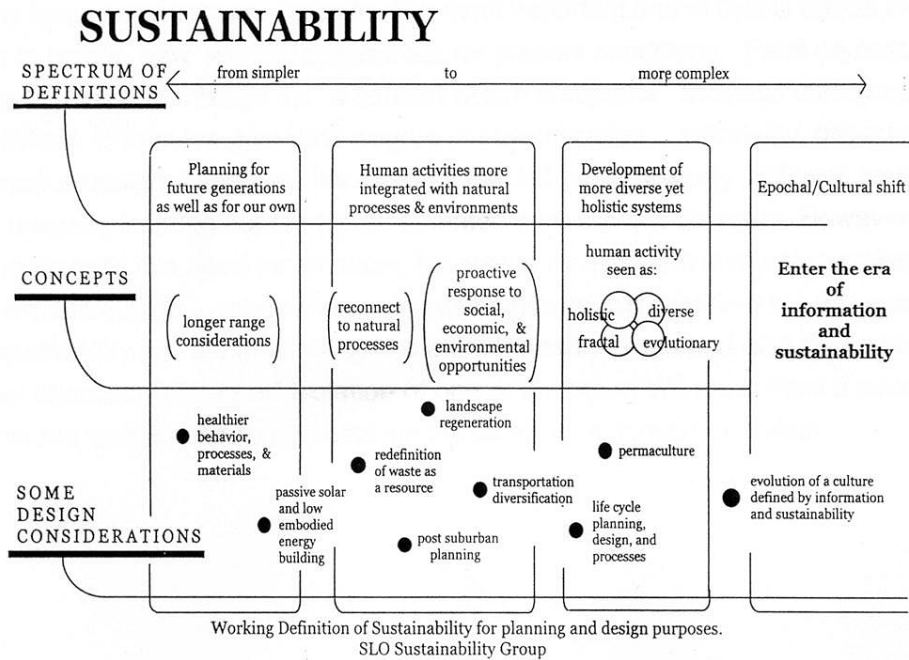 SUSTAINABILITY
SPECTRUM OF
DEFINITIONS
from simpler
to
more complex
Planning for
future generations
as well as for our own
Human activities more
integrated with natural
processes & environments
Development of
more diverse yet
holistic systems
Epochal/Cultural shift
CONCEPTS
longer range
considerations
reconnect
to natural
processes
proactive
response to
social,
economic, &
environmental
opportunities
human activity
seen as:
holistic
diverse
fractal
evolutionary
Enter the era
of
information
and
sustainability
SOME
DESIGN
CONSIDERATIONS
healthier
behavior,
processes, &
materials
passive solar
and low
embodied
energy
building
redefinition
of waste as
a resource
landscape
regeneration
post suburban
planning
transportation
diversification
permaculture
life cycle
planning,
design, and
processes
evolution of a culture
defined by information
and sustainability
Working Definition of Sustainability for planning and design purposes.
SLO Sustainability Group